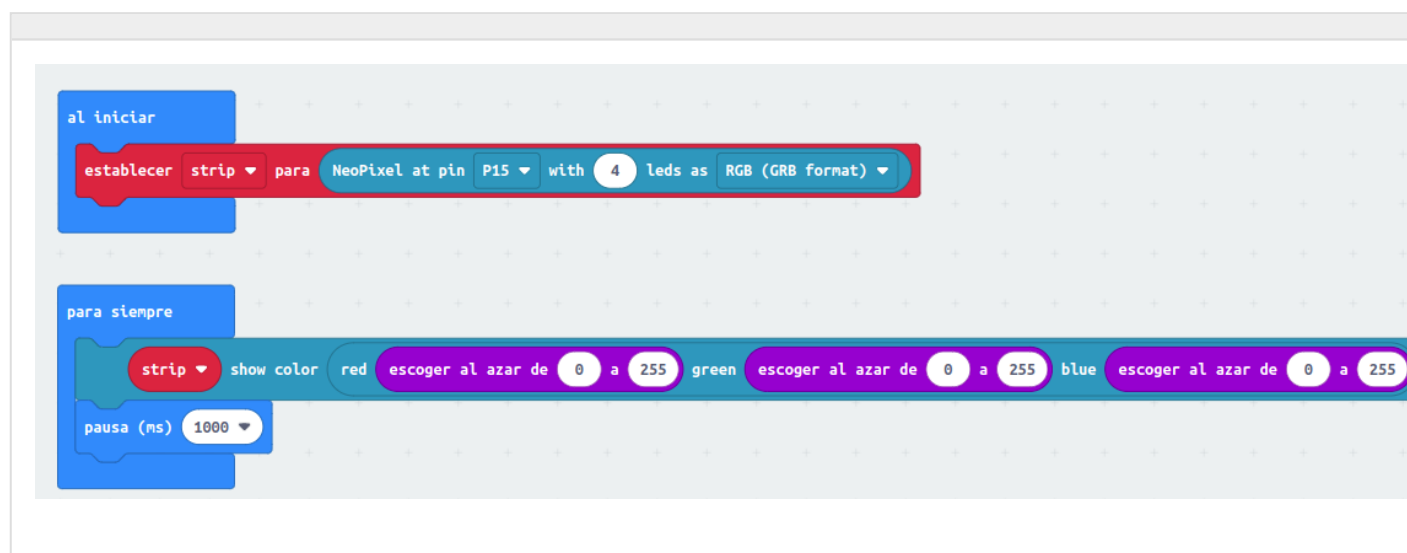 al iniciar
establecer strip para NeoPixel at pin P15 with 4 leds as RGB (GRB format)
para siempre
strip show color red escoger al azar de 0 a 255 green escoger al azar de 0 a 255 blue escoger al azar de 0 a 255
pausa (ms) 1000